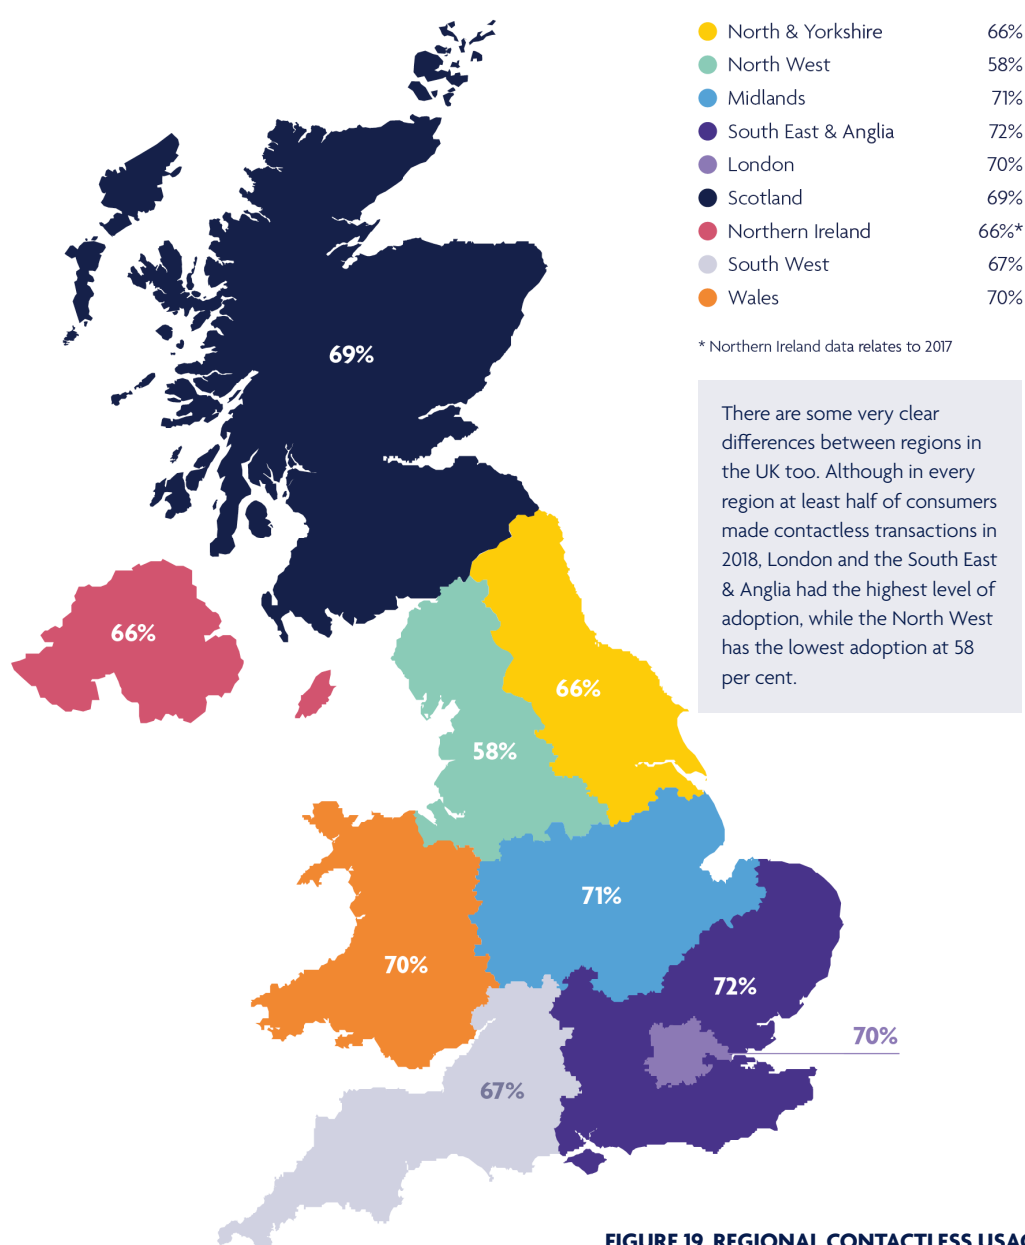 North & Yorkshire 66%
North West 58%
Midlands 71%
South East & Anglia 72%
London 70%
Scotland 69%
Northern Ireland 66%*
South West 67%
Wales 70%
* Northern Ireland data relates to 2017
There are some very clear
differences between regions in
the UK too. Although in every
region at least half of consumers
made contactless transactions in
2018, London and the South East
& Anglia had the highest level of
adoption, while the North West
has the lowest adoption at 58
per cent.
69%
66%
66%
58%
71%
70%
72%
70%
67%
FIGURE 19. REGIONAL CONTACTLESS